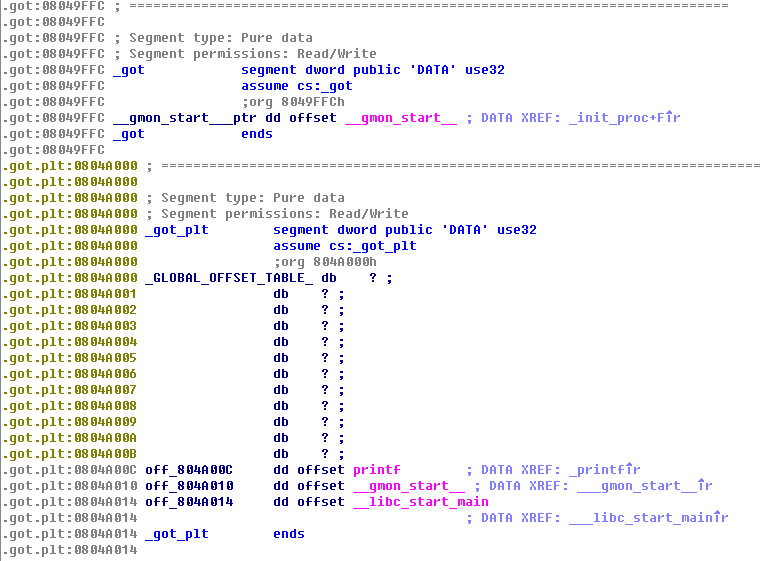 .got:08049FFC ; ===========================================================================
.got:08049FFC
.got:08049FFC ; Segment type: Pure data
.got:08049FFC ; Segment permissions: Read/Write
.got:08049FFC _got segment dword public 'DATA' use32
.got:08049FFC assume cs:_got
.got:08049FFC ;org 8049FFCh
.got:08049FFC __gmon_start___ptr dd offset __gmon_start__ ; DATA XREF: _init_proc+Fîr
.got:08049FFC _got ends
.got:08049FFC
.got.plt:0804A000 ; ===========================================================================
.got.plt:0804A000
.got.plt:0804A000 ; Segment type: Pure data
.got.plt:0804A000 ; Segment permissions: Read/Write
.got.plt:0804A000 _got_plt segment dword public 'DATA' use32
.got.plt:0804A000 assume cs:_got_plt
.got.plt:0804A000 ;org 804A000h
.got.plt:0804A000 _GLOBAL_OFFSET_TABLE_ db ? ;
.got.plt:0804A001 db ? ;
.got.plt:0804A002 db ? ;
.got.plt:0804A003 db ? ;
.got.plt:0804A004 db ? ;
.got.plt:0804A005 db ? ;
.got.plt:0804A006 db ? ;
.got.plt:0804A007 db ? ;
.got.plt:0804A008 db ? ;
.got.plt:0804A009 db ? ;
.got.plt:0804A00A db ? ;
.got.plt:0804A00B db ? ;
.got.plt:0804A00C off_804A00C dd offset printf ; DATA XREF: _printfîr
.got.plt:0804A010 off_804A010 dd offset __gmon_start__ ; DATA XREF: ___gmon_start__îr
.got.plt:0804A014 off_804A014 dd offset __libc_start_main
.got.plt:0804A014 ; DATA XREF: ___libc_start_mainîr
.got.plt:0804A014 _got_plt ends
.got.plt:0804A014